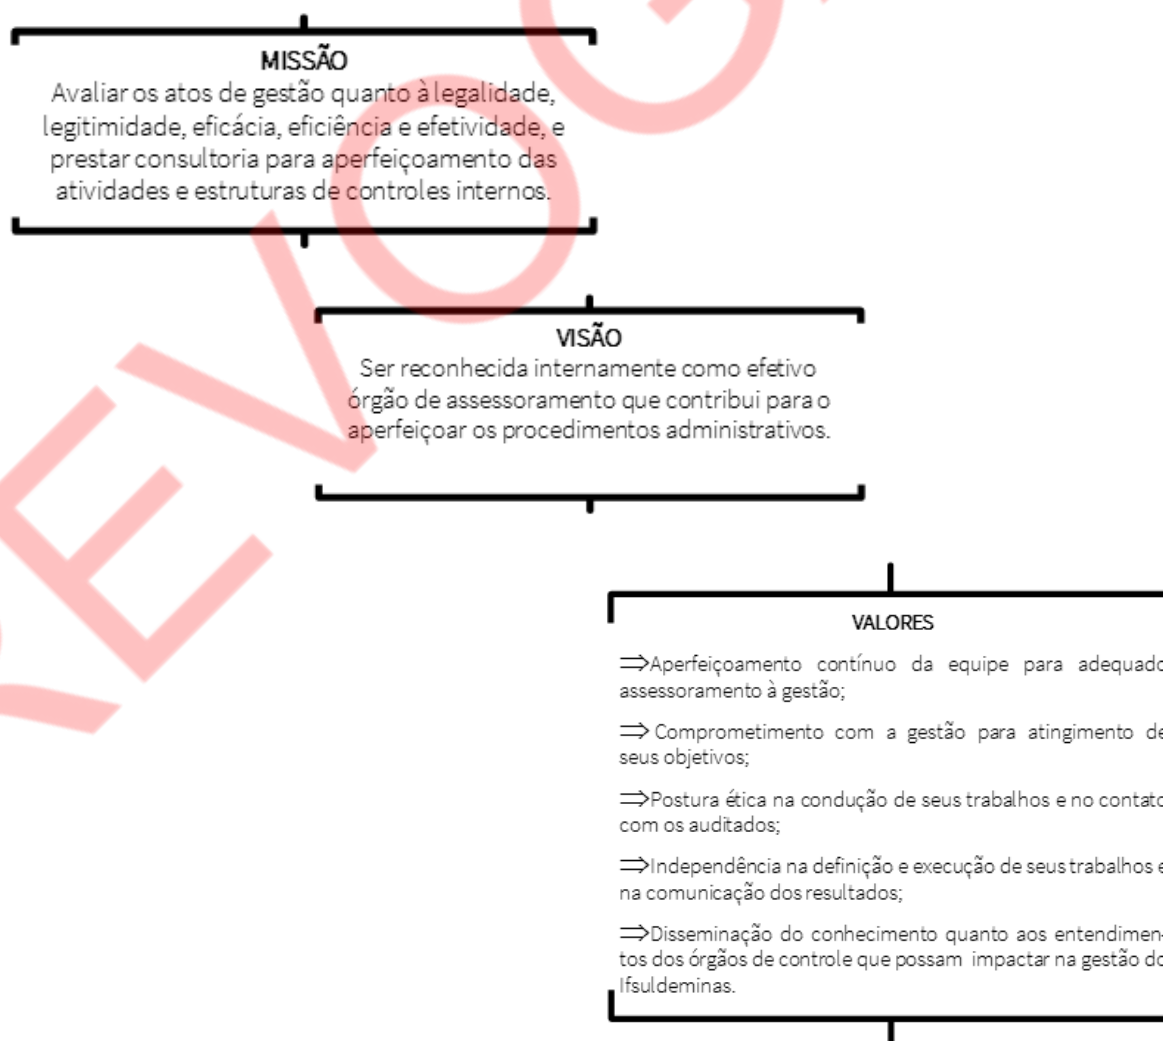 MISSÃO
Avaliar os atos de gestão quanto à legalidade,
legitimidade, eficácia, eficiência e efetividade, e
prestar consultoria para aperfeiçoamento das
atividades e estruturas de controles internos.
VISÃO
Ser reconhecida internamente como efetivo
órgão de assessoramento que contribui para o
aperfeiçoar os procedimentos administrativos.
VALORES
⇒Aperfeiçoamento contínuo da equipe para adequado
assessoramento à gestão;
⇒ Comprometimento com a gestão para atingimento de
seus objetivos;
⇒Postura ética na condução de seus trabalhos e no contato
com os auditados;
⇒Independência na definição e execução de seus trabalhos e
na comunicação dos resultados;
⇒Disseminação do conhecimento quanto aos entendimen-
tos dos órgãos de controle que possam impactar na gestão do
Ifsuldeminas.
REVOG